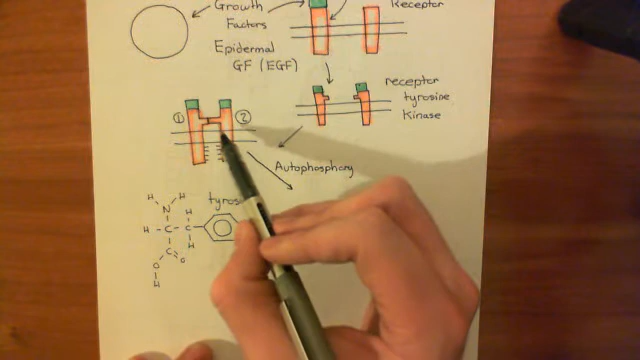 Growth
Factors
Receptor
Epidermal
GF (EGF)
receptor
tyrosine
Kinase
① ②
Autophosphory
tyros
H H
N
H
H - C - C
H
C
O O
H